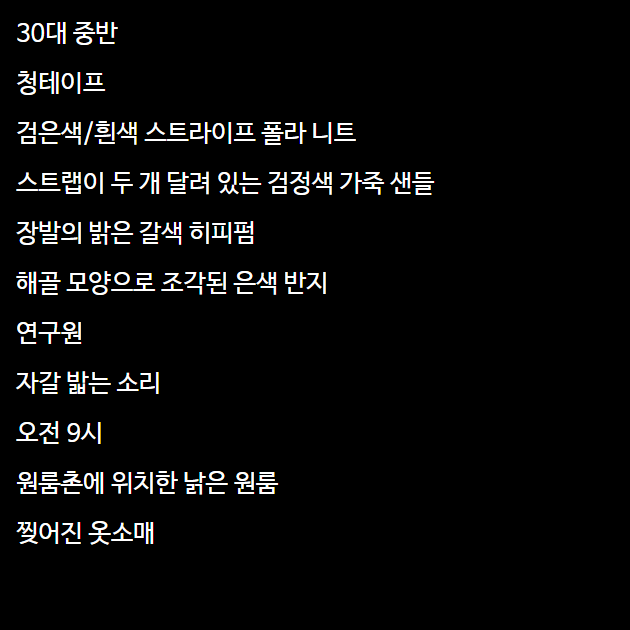 30대 중반
청테이프
검은색/흰색 스트라이프 폴라 니트
스트랩이 두 개 달려 있는 검정색 가죽 샌들
장발의 밝은 갈색 히피펌
해골 모양으로 조각된 은색 반지
연구원
자갈 밟는 소리
오전 9시
원룸촌에 위치한 낡은 원룸
찢어진 옷소매